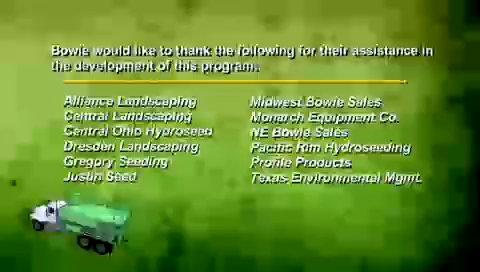 Bowie would like to thank the following for their assistance in
the development of this program:
Alliance Landscaping
Central Landscaping
Central Ohio Hydroseed
Dresden Landscaping
Gregory Seeding
Justin Seed
Midwest Bowie Sales
Monarch Equipment Co.
NE Bowie Sales
Pacific Rim Hydroseeding
Profile Products
Texas Environmental Mgmt.